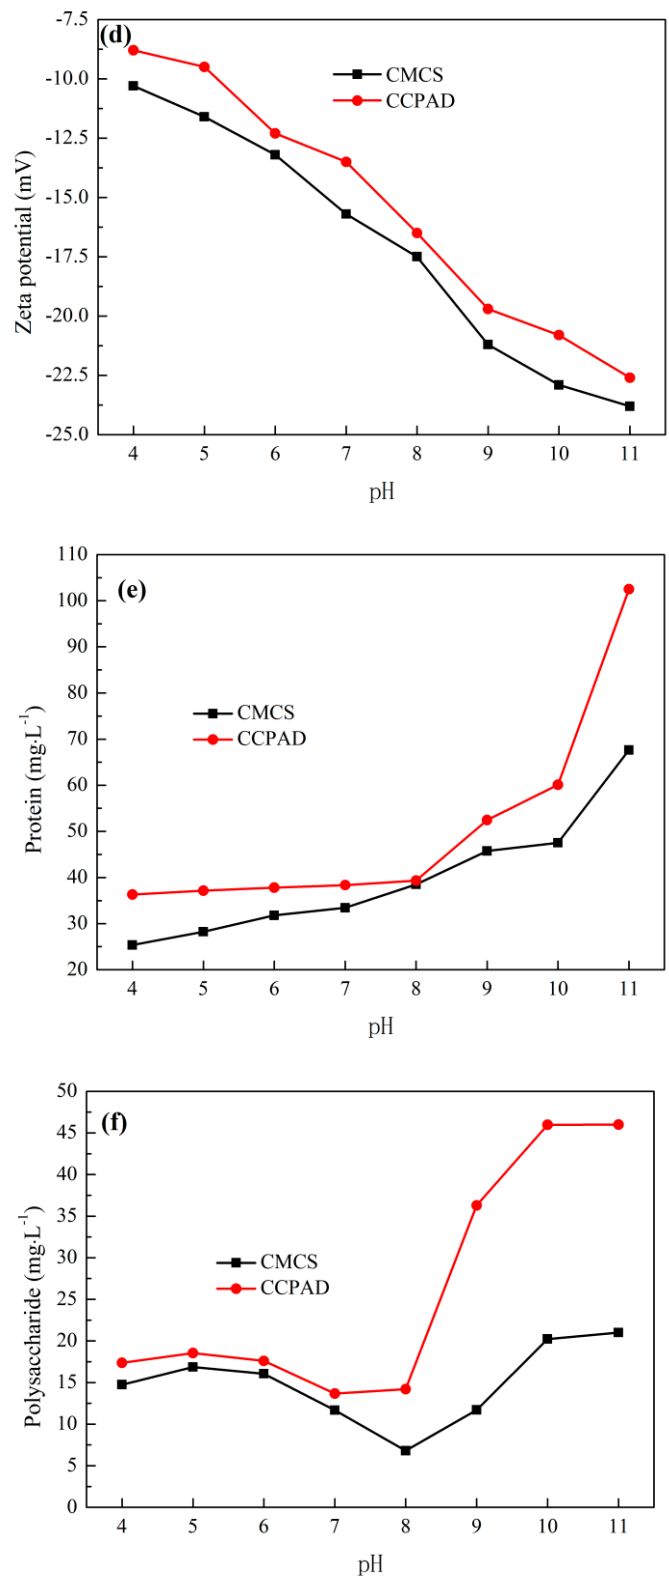 (d)
-7.5
-10.0
-12.5
-15.0
-17.5
-20.0
-22.5
-25.0
Zeta potential (mV)
CMCS
CCPAD
4 5 6 7 8 9 10 11
pH
(e)
110
100
90
80
70
60
50
40
30
20
Protein (mg·L⁻¹)
CMCS
CCPAD
4 5 6 7 8 9 10 11
pH
(f)
50
45
40
35
30
25
20
15
10
5
0
Polysaccharide (mg·L⁻¹)
CMCS
CCPAD
4 5 6 7 8 9 10 11
pH